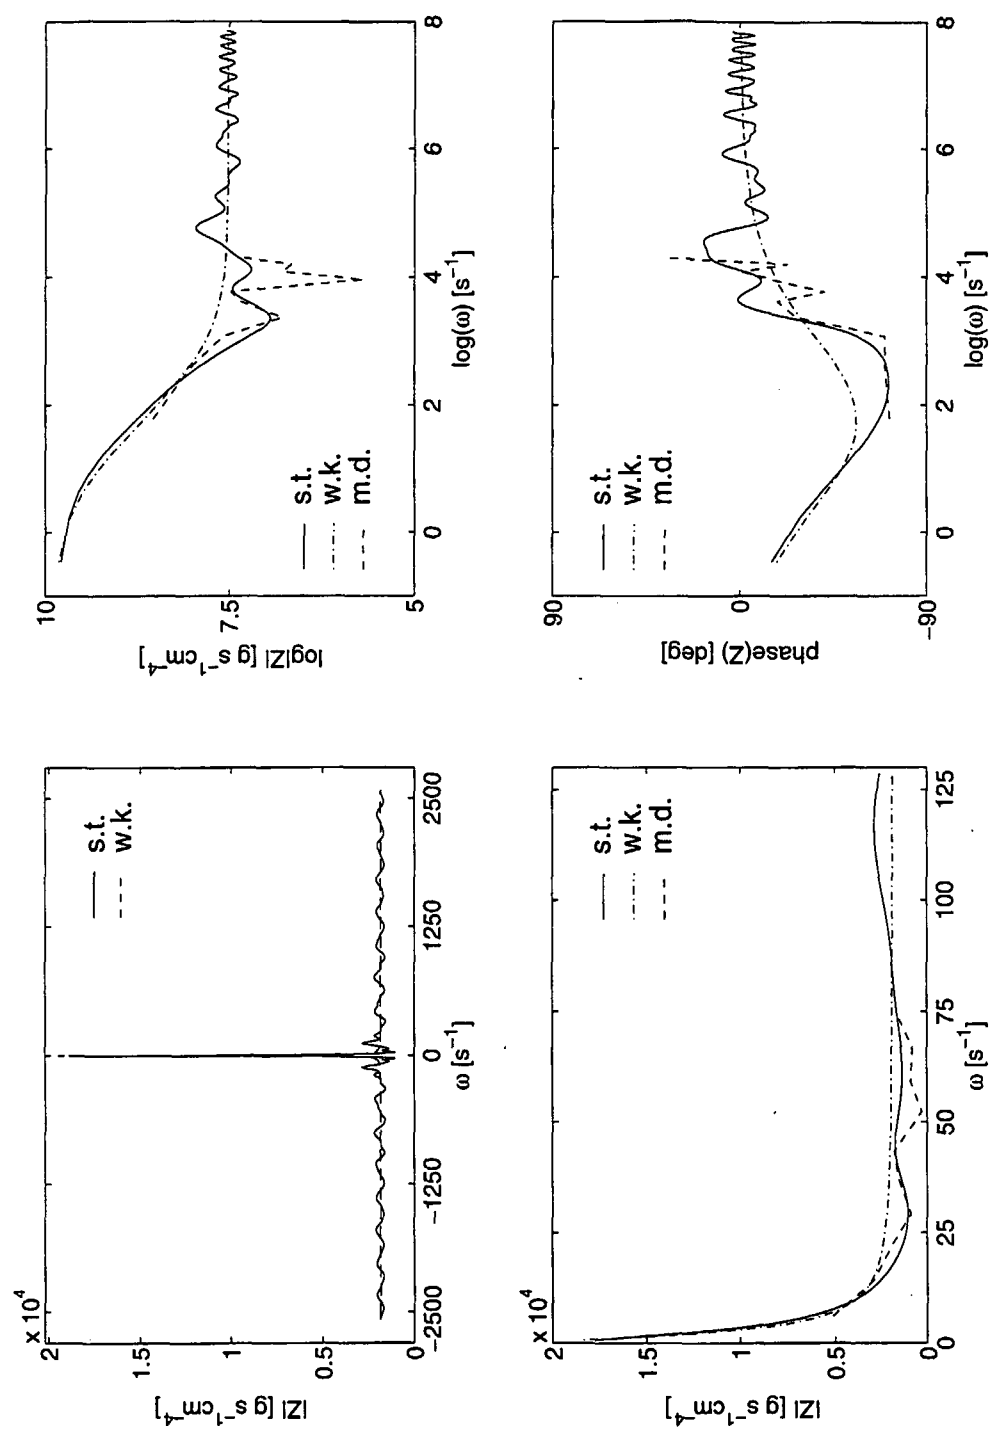 x 10⁴
2
1.5
1
0.5
0
|Z| [g s⁻¹cm⁻⁴]
s.t.
w.k.
−2500 −1250 0 1250 2500
ω [s⁻¹]
10
7.5
5
log|Z| [g s⁻¹cm⁻⁴]
s.t.
w.k.
m.d.
0 2 4 6 8
log(ω) [s⁻¹]
x 10⁴
2
1.5
1
0.5
0
|Z| [g s⁻¹cm⁻⁴]
s.t.
w.k.
m.d.
0 25 50 75 100 125
ω [s⁻¹]
90
0
−90
phase(Z) [deg]
s.t.
w.k.
m.d.
0 2 4 6 8
log(ω) [s⁻¹]